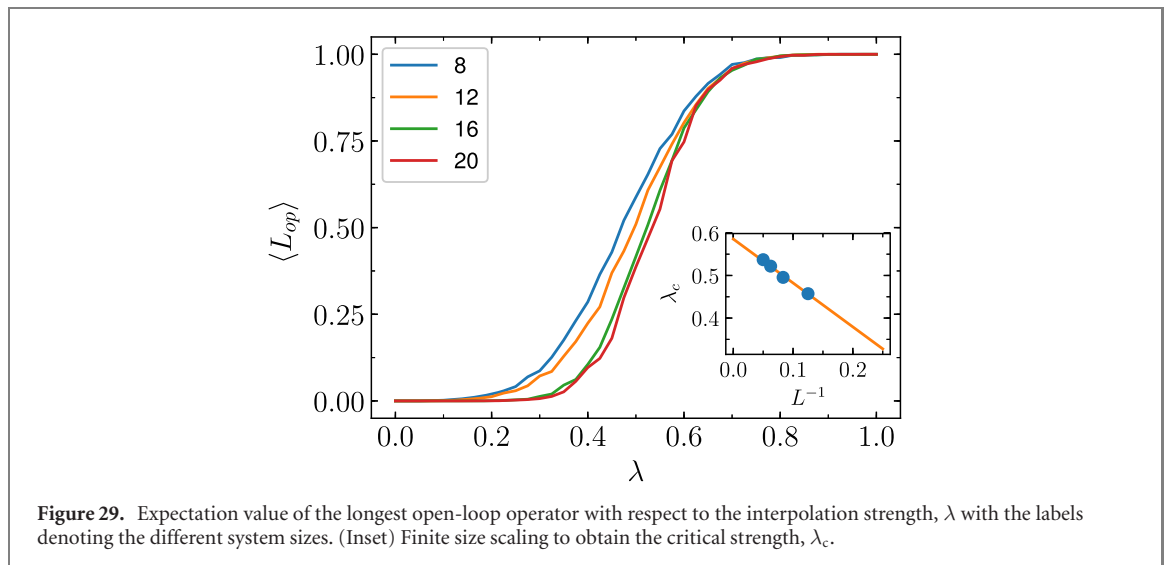 1.00
0.75
0.50
0.25
0.00
⟨L_op⟩
8
12
16
20
0.6
0.5
0.4
λ_c
0.0 0.1 0.2
L⁻¹
0.0 0.2 0.4 0.6 0.8 1.0
λ
Figure 29. Expectation value of the longest open-loop operator with respect to the interpolation strength, λ with the labels
denoting the different system sizes. (Inset) Finite size scaling to obtain the critical strength, λ_c.